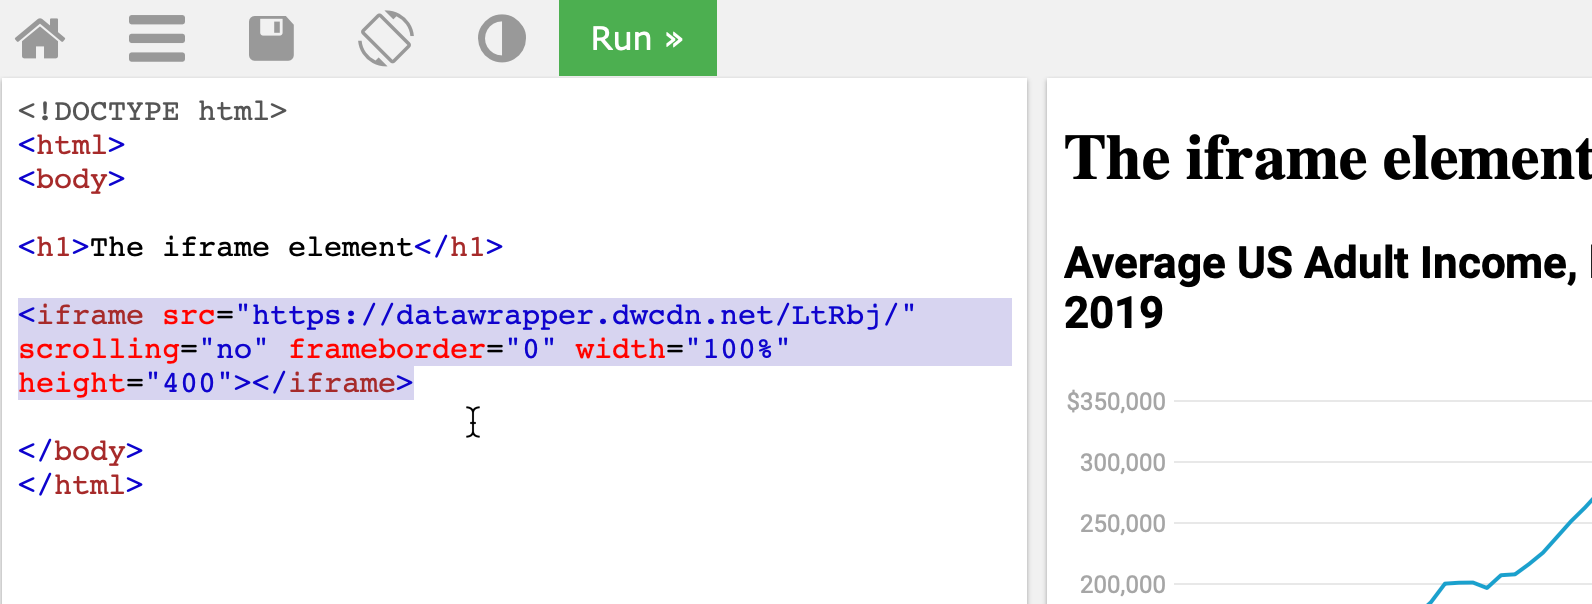 Run »
<!DOCTYPE html>
<html>
<body>
<h1>The iframe element</h1>
<iframe src="https://datawrapper.dwcdn.net/LtRbj/"
scrolling="no" frameborder="0" width="100%"
height="400"></iframe>
</body>
</html>
The iframe element
Average US Adult Income,
2019
$350,000
300,000
250,000
200,000